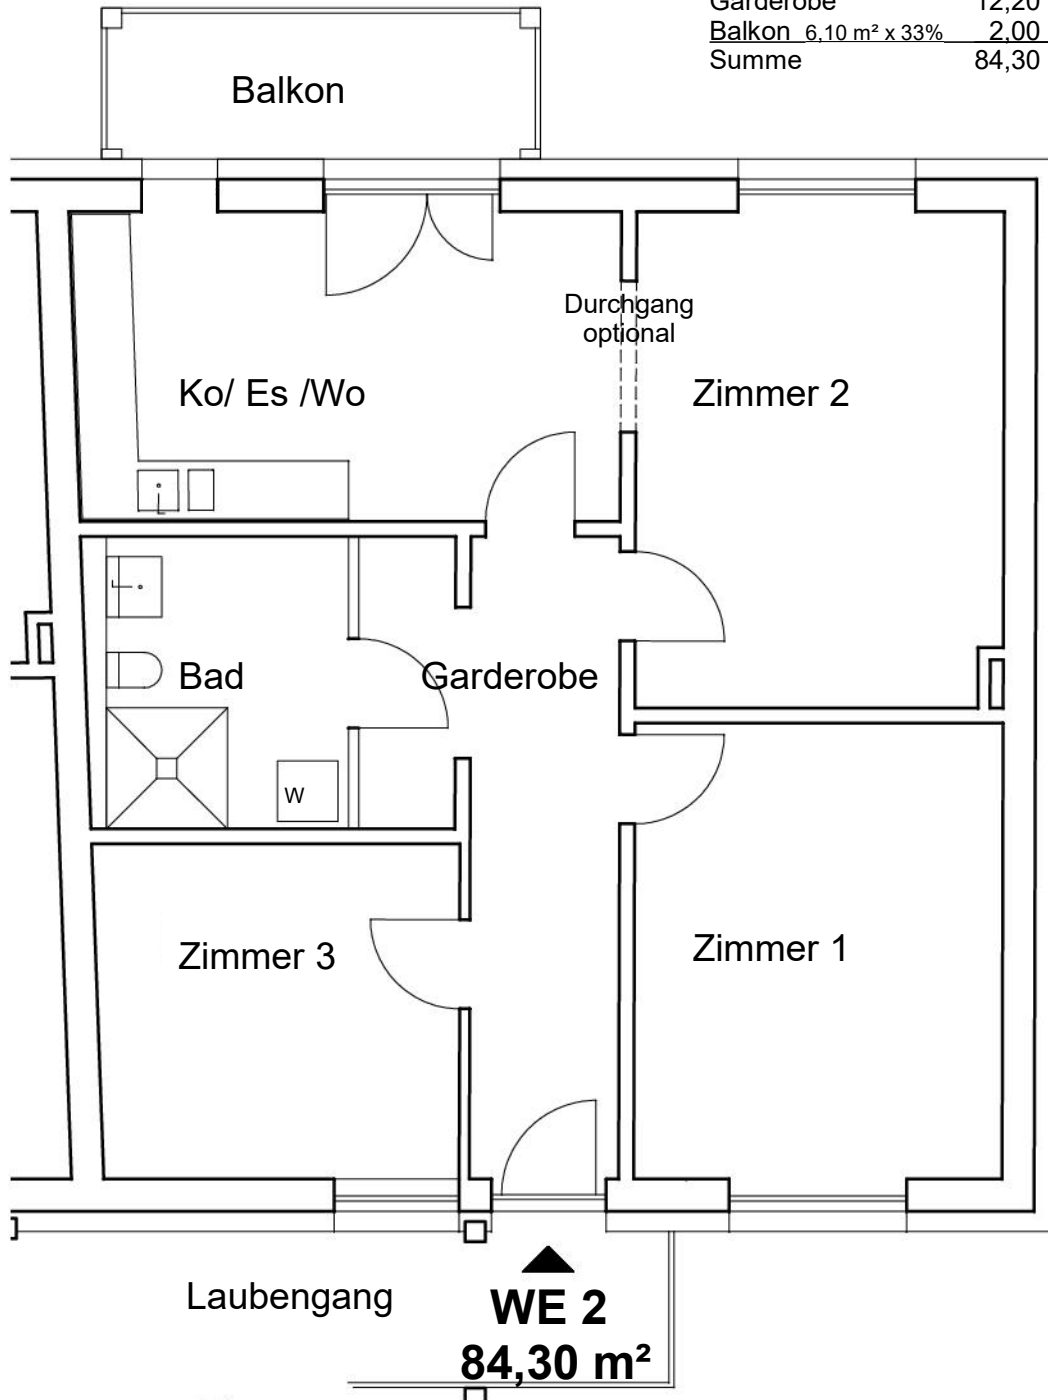 Garderobe 12,20
Balkon 6,10 m² x 33% 2,00
Summe 84,30
Balkon
Durchgang
optional
Ko/ Es /Wo
Zimmer 2
Bad
Garderobe
W
Zimmer 3
Zimmer 1
Laubengang
WE 2
84,30 m²